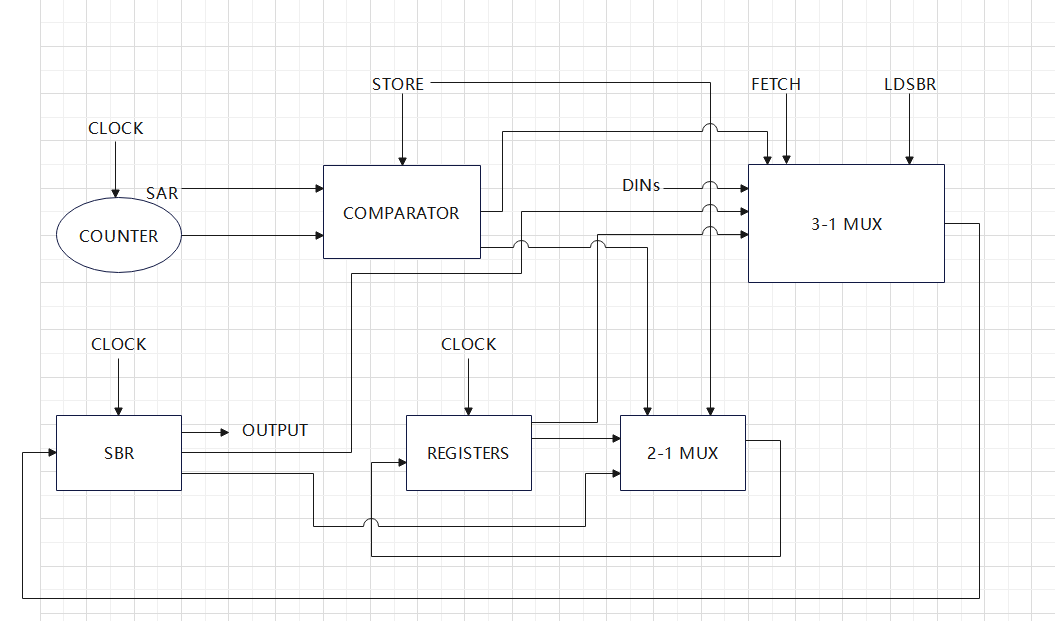 STORE
FETCH
LDSBR
CLOCK
SAR
DINs
COMPARATOR
3-1 MUX
COUNTER
CLOCK
CLOCK
OUTPUT
SBR
REGISTERS
2-1 MUX